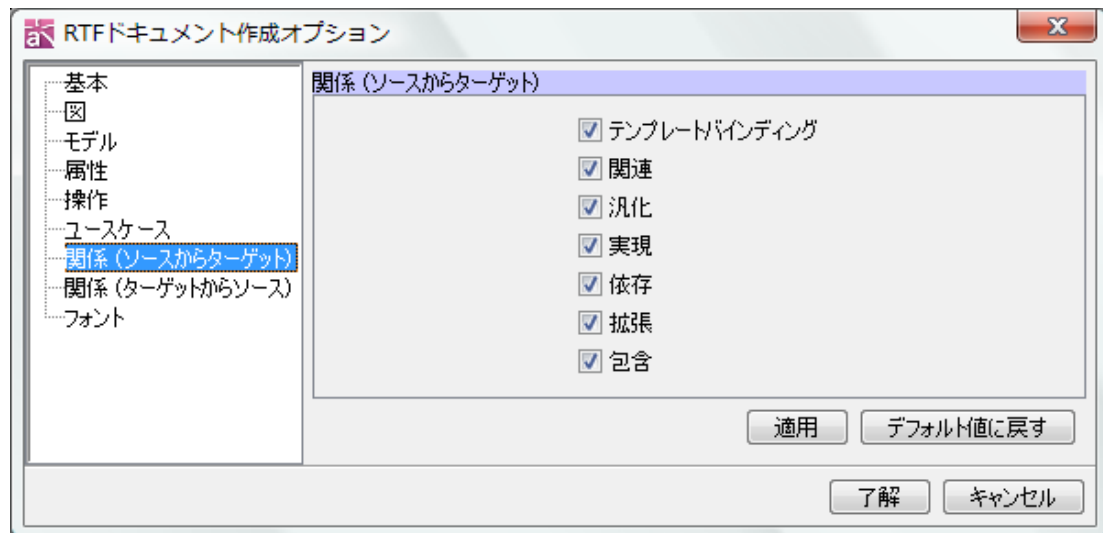 RTFドキュメント作成オプション
基本
図
モデル
属性
操作
ユースケース
関係 (ソースからターゲット)
関係 (ターゲットからソース)
フォント
関係 (ソースからターゲット)
テンプレートバインディング
関連
汎化
実現
依存
拡張
包含
適用
デフォルト値に戻す
了解
キャンセル